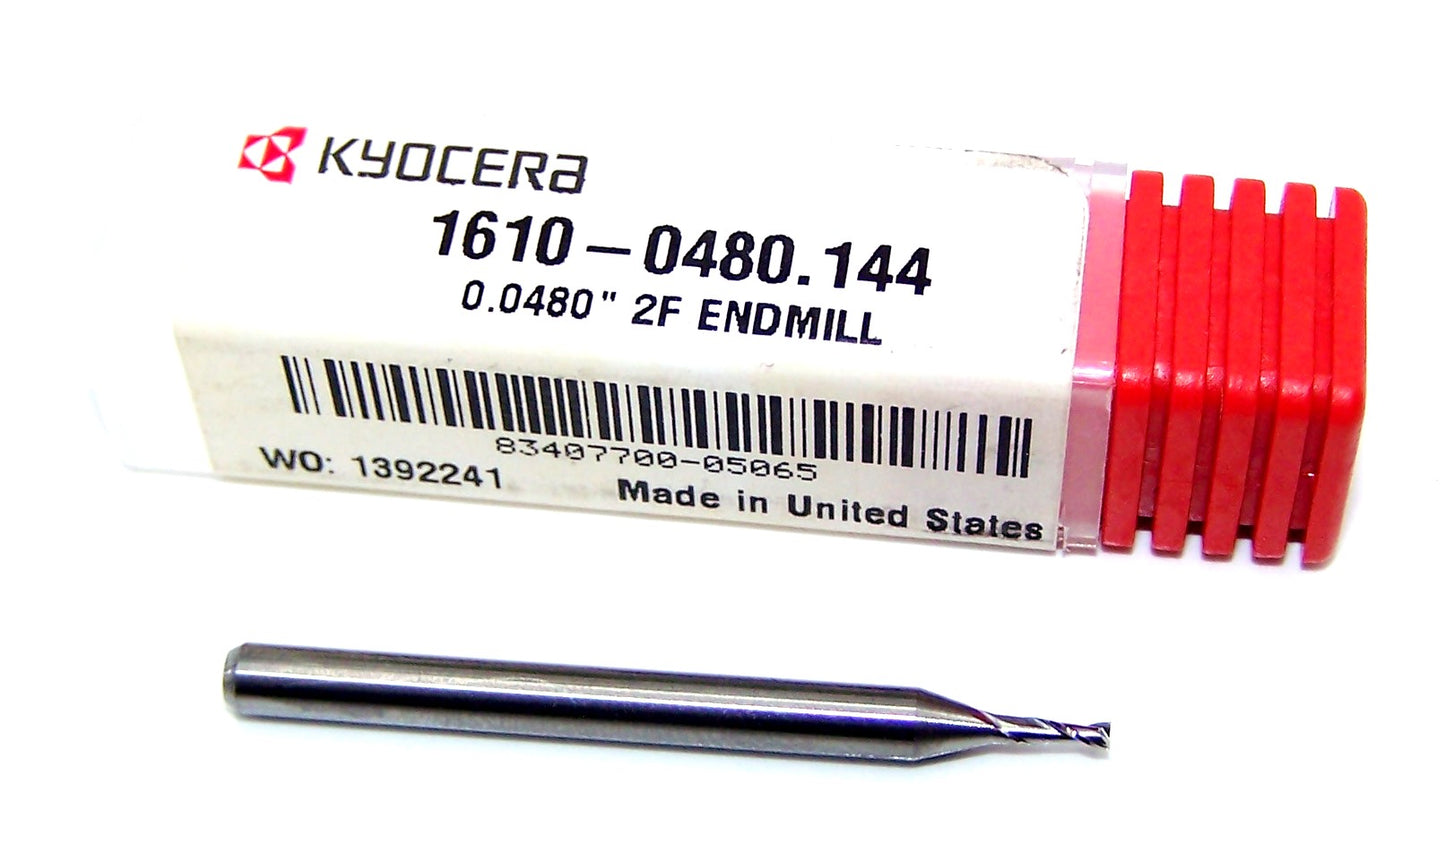 KYOCERA
1610-0480.144
0.0480" 2F ENDMILL
83407700-05065
WO: 1392241
Made in United States